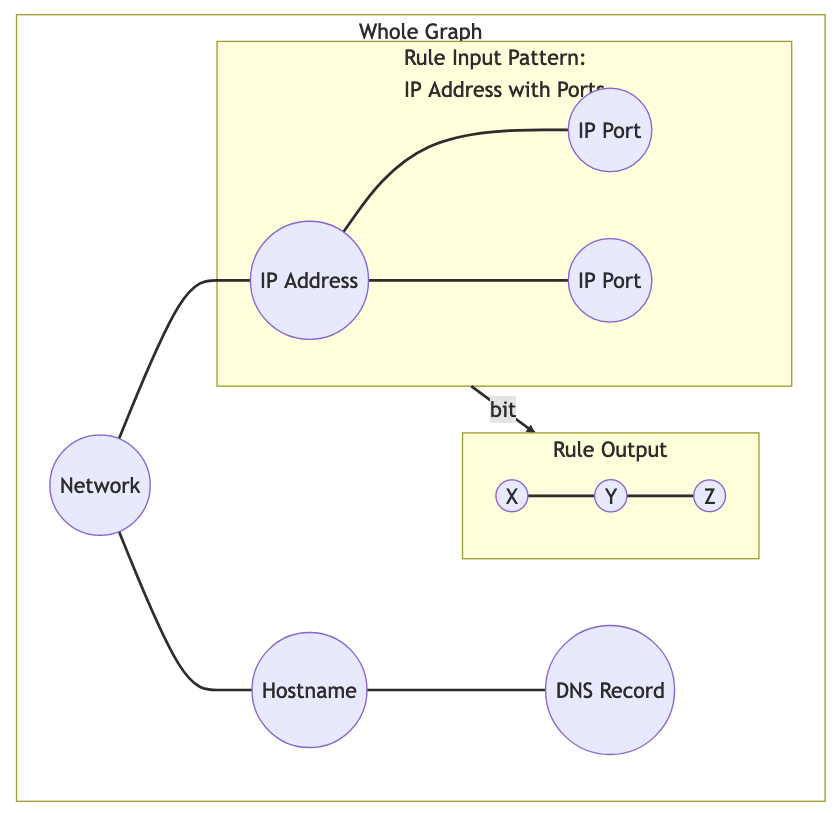 Whole Graph
Rule Input Pattern:
IP Address with Ports
IP Port
IP Address
IP Port
bit
Rule Output
X
Y
Z
Network
Hostname
DNS Record